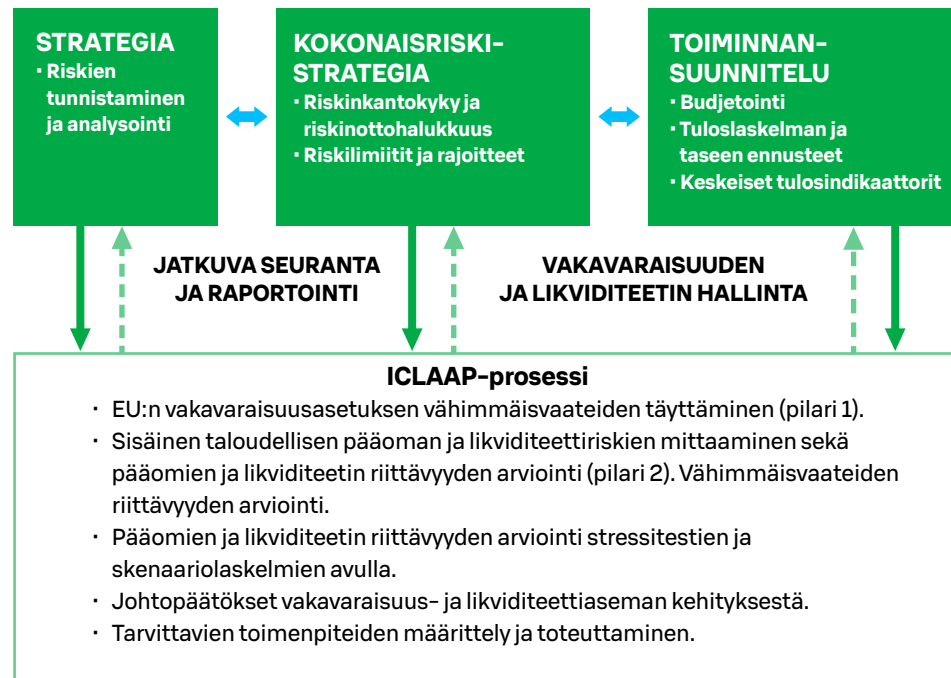 STRATEGIA
· Riskien
tunnistaminen
ja analysointi
KOKONAISRISKI-
STRATEGIA
· Riskinkantokyky ja
riskinottohalukkuus
· Riskilimiitit ja rajoitteet
TOIMINNAN-
SUUNNITELU
· Budjetointi
· Tuloslaskelman ja
taseen ennusteet
· Keskeiset tulosindikaattorit
JATKUVA SEURANTA
JA RAPORTOINTI
VAKAVARAISUUDEN
JA LIKVIDITEETIN HALLINTA
ICLAAP-prosessi
· EU:n vakavaraisuusasetuksen vähimmäisvaateiden täyttäminen (pilari 1).
· Sisäinen taloudellisen pääoman ja likviditeettiriskien mittaaminen sekä
pääomien ja likviditeetin riittävyyden arviointi (pilari 2). Vähimmäisvaateiden
riittävyyden arviointi.
· Pääomien ja likviditeetin riittävyyden arviointi stressitestien ja
skenaariolaskelmien avulla.
· Johtopäätökset vakavaraisuus- ja likviditeettiaseman kehityksestä.
· Tarvittavien toimenpiteiden määrittely ja toteuttaminen.